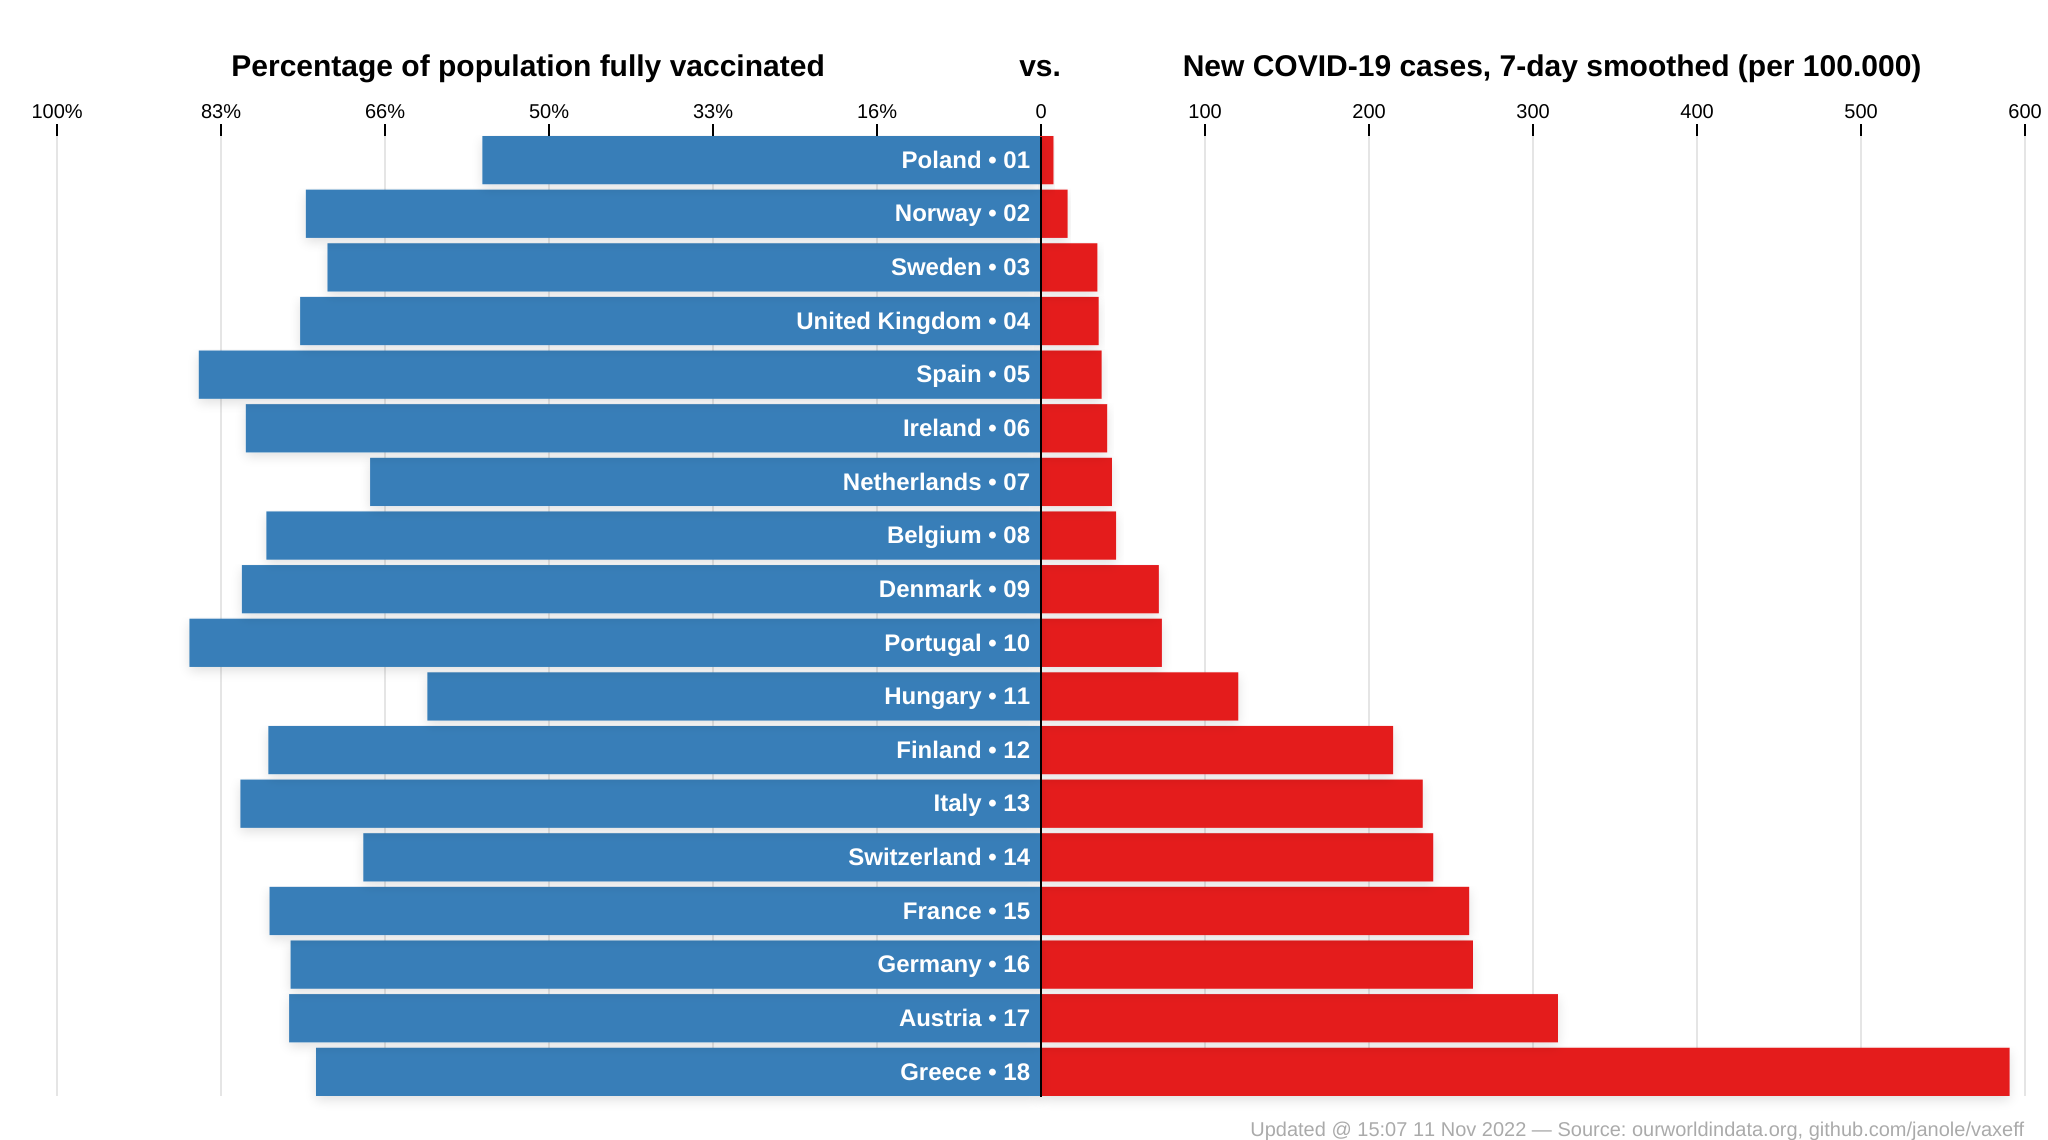 Percentage of population fully vaccinated vs. New COVID-19 cases, 7-day smoothed (per 100.000)
100% 83% 66% 50% 33% 16% 0 100 200 300 400 500 600
Poland • 01
Norway • 02
Sweden • 03
United Kingdom • 04
Spain • 05
Ireland • 06
Netherlands • 07
Belgium • 08
Denmark • 09
Portugal • 10
Hungary • 11
Finland • 12
Italy • 13
Switzerland • 14
France • 15
Germany • 16
Austria • 17
Greece • 18
Updated @ 15:07 11 Nov 2022 — Source: ourworldindata.org, github.com/janole/vaxeff